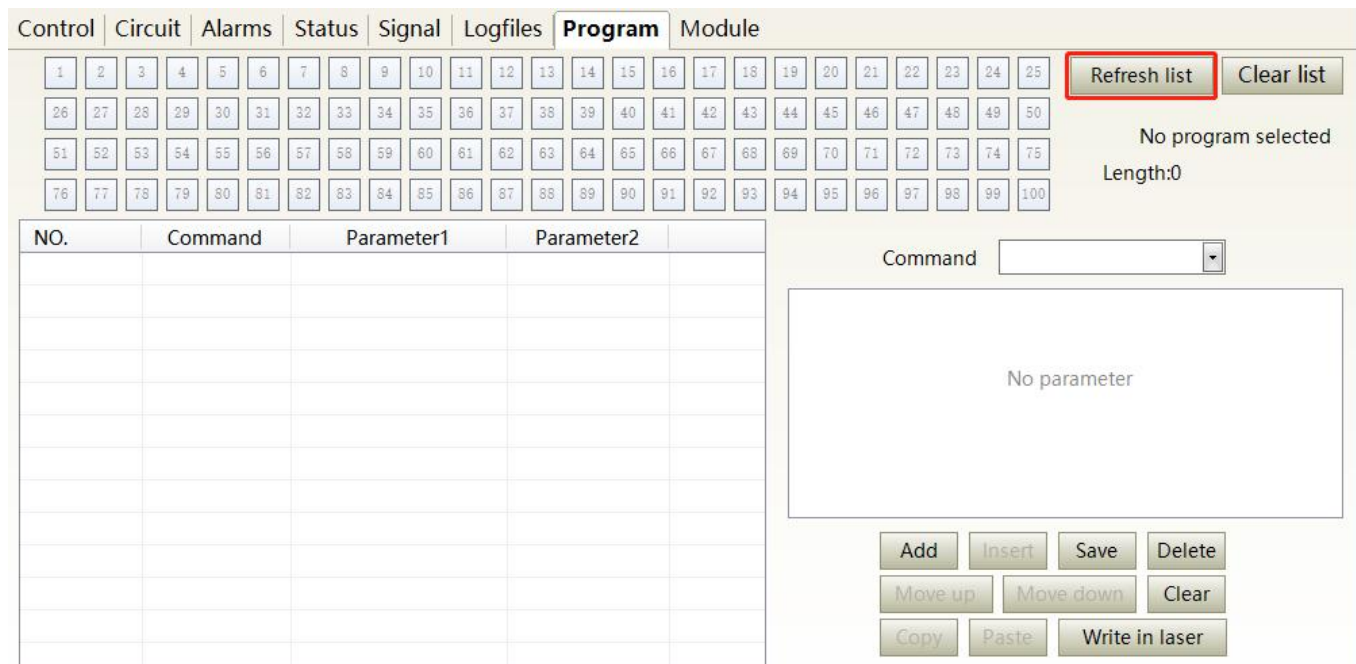 Control Circuit Alarms Status Signal Logfiles Program Module
1 2 3 4 5 6 7 8 9 10 11 12 13 14 15 16 17 18 19 20 21 22 23 24 25 Refresh list Clear list
26 27 28 29 30 31 32 33 34 35 36 37 38 39 40 41 42 43 44 45 46 47 48 49 50
No program selected
51 52 53 54 55 56 57 58 59 60 61 62 63 64 65 66 67 68 69 70 71 72 73 74 75
Length:0
76 77 78 79 80 81 82 83 84 85 86 87 88 89 90 91 92 93 94 95 96 97 98 99 100
NO. Command Parameter1 Parameter2
Command
No parameter
Add Insert Save Delete
Move up Move down Clear
Copy Paste Write in laser